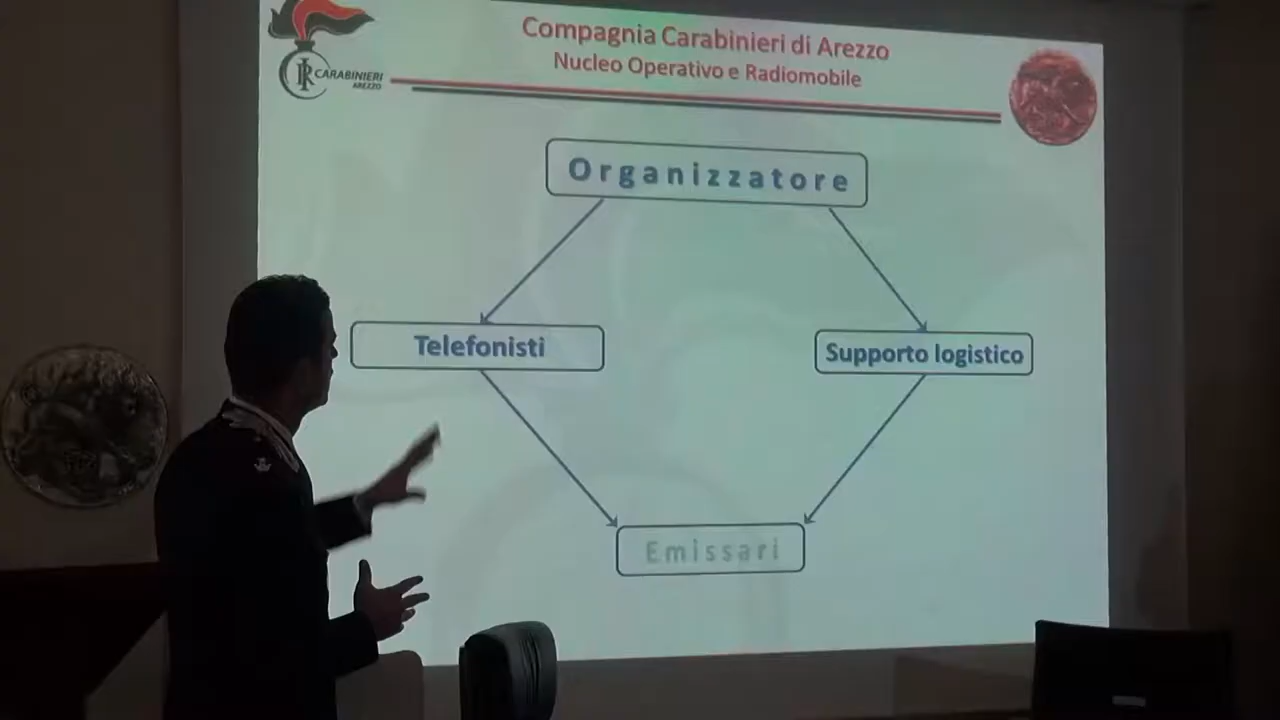 Compagnia Carabinieri di Arezzo
Nucleo Operativo e Radiomobile
CARABINIERI
AREZZO
Organizzatore
Telefonisti
Supporto logistico
Emissari